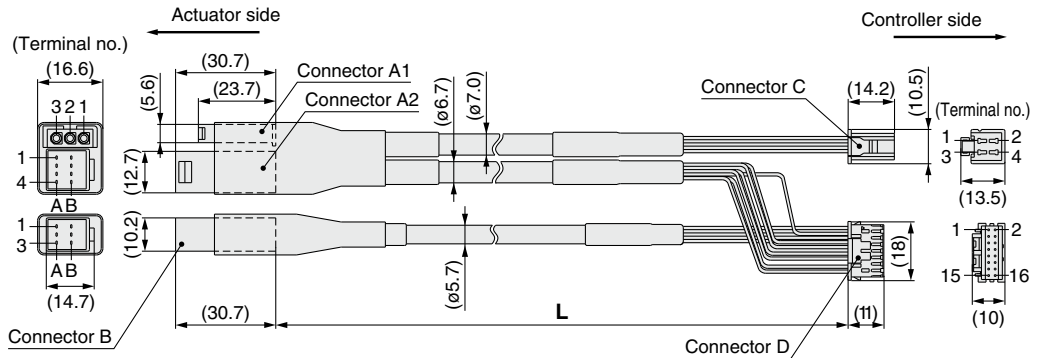 Actuator side
Controller side
(Terminal no.)
(16.6)
(30.7)
(23.7)
(5.6)
Connector A1
Connector A2
(ø6.7)
(ø7.0)
Connector C
(14.2)
(10.5)
(Terminal no.)
3 2 1
1
4
A B
(12.7)
1
3
2
4
(13.5)
1
3
A B
(14.7)
(10.2)
(ø5.7)
(18)
1
2
15
16
(10)
Connector B
(30.7)
L
(11)
Connector D